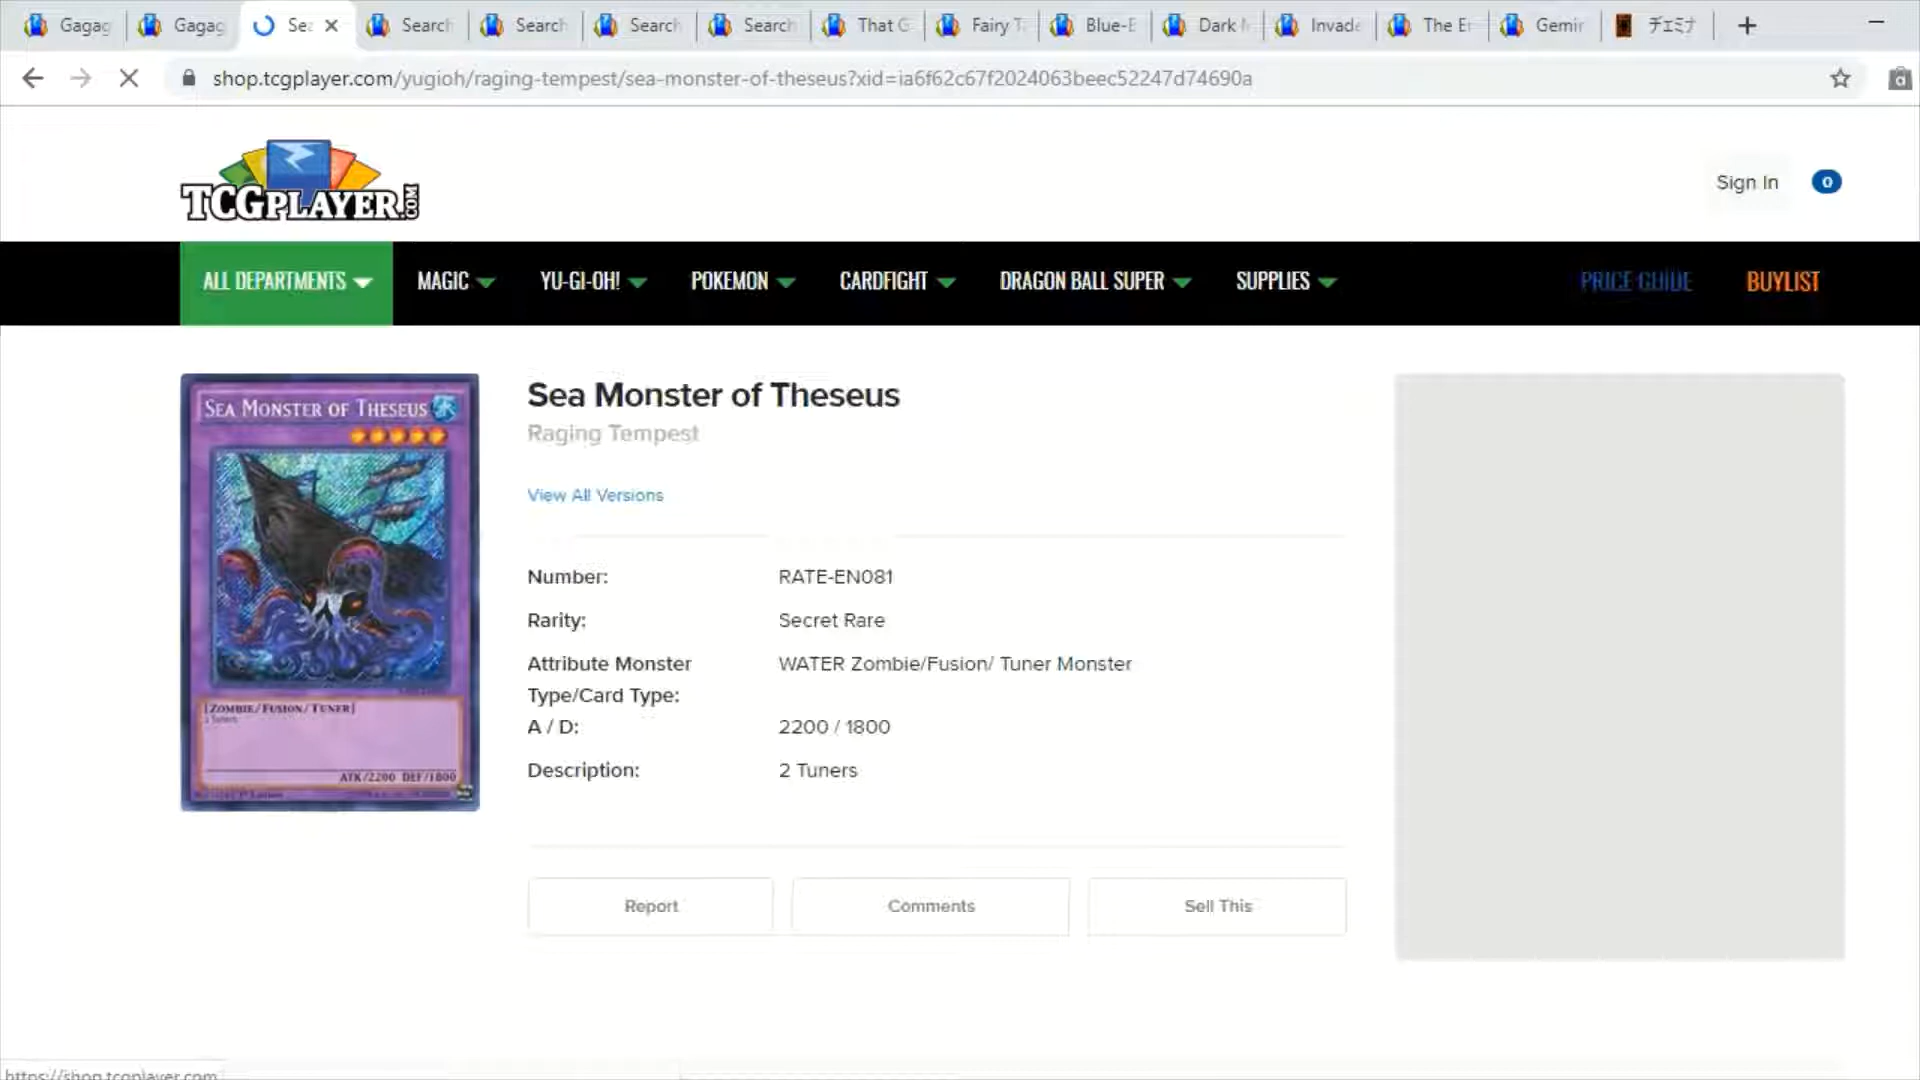 Gagag
Gagag
Sea
Search
Search
Search
Search
That G
Fairy T
Blue-E
Dark M
Invade
The E
Gemin
チェミナ
shop.tcgplayer.com/yugioh/raging-tempest/sea-monster-of-theseus?xid=ia6f62c67f2024063beec52247d74690a
TCGPLAYER.COM
Sign In
0
ALL DEPARTMENTS
MAGIC
YU-GI-OH!
POKEMON
CARDFIGHT
DRAGON BALL SUPER
SUPPLIES
PRICE GUIDE
BUYLIST
SEA MONSTER OF THESEUS
[ZOMBIE/FUSION/TUNER]
2 Tuners
ATK/2200 DEF/1800
Sea Monster of Theseus
Raging Tempest
View All Versions
Number: RATE-EN081
Rarity: Secret Rare
Attribute Monster WATER Zombie/Fusion/ Tuner Monster
Type/Card Type:
A / D: 2200 / 1800
Description: 2 Tuners
Report
Comments
Sell This
https://shop.tcgplayer.com